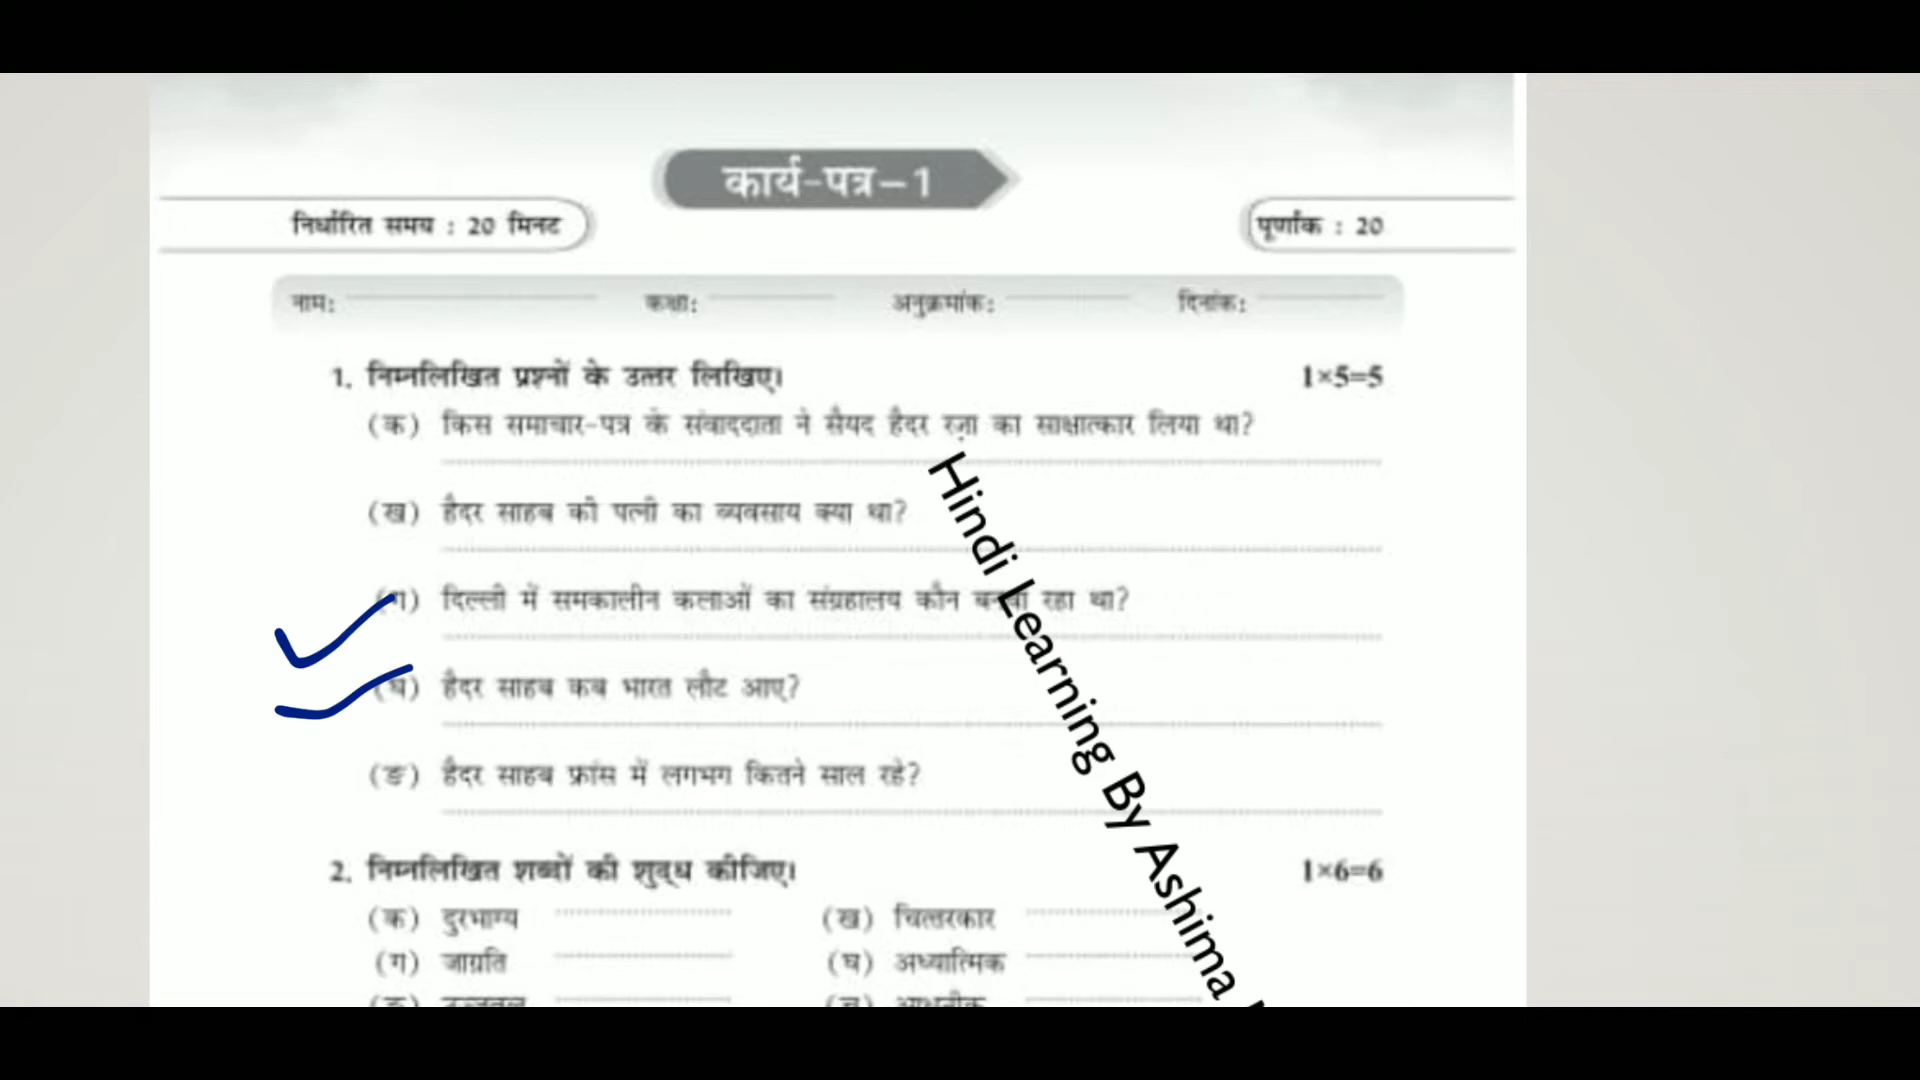 कार्य-पत्र–1
निर्धारित समय : 20 मिनट
पूर्णांक : 20
नाम: कक्षा: अनुक्रमांक: दिनांक:
1. निम्नलिखित प्रश्नों के उत्तर लिखिए। 1×5=5
(क) किस समाचार-पत्र के संवाददाता ने सैयद हैदर रज़ा का साक्षात्कार लिया था?
(ख) हैदर साहब की पत्नी का व्यवसाय क्या था?
(ग) दिल्ली में समकालीन कलाओं का संग्रहालय कौन बनवा रहा था?
(घ) हैदर साहब कब भारत लौट आए?
(ङ) हैदर साहब फ्रांस में लगभग कितने साल रहे?
2. निम्नलिखित शब्दों की शुद्ध कीजिए। 1×6=6
(क) दुरभाग्य (ख) चित्तरकार
(ग) जाग्रति (घ) अध्यात्मिक
Hindi Learning By Ashima